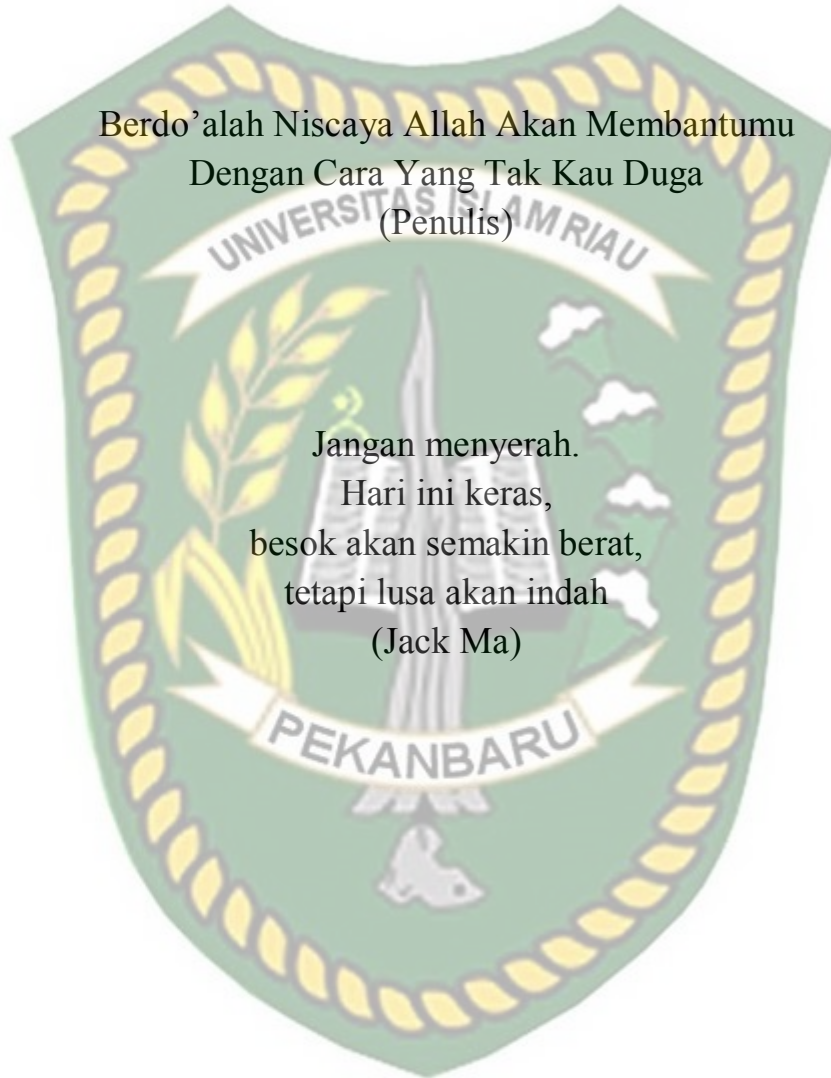 Berdo’alah Niscaya Allah Akan Membantumu
Dengan Cara Yang Tak Kau Duga
(Penulis)
UNIVERSITAS ISLAM RIAU
Jangan menyerah.
Hari ini keras,
besok akan semakin berat,
tetapi lusa akan indah
(Jack Ma)
PEKANBARU